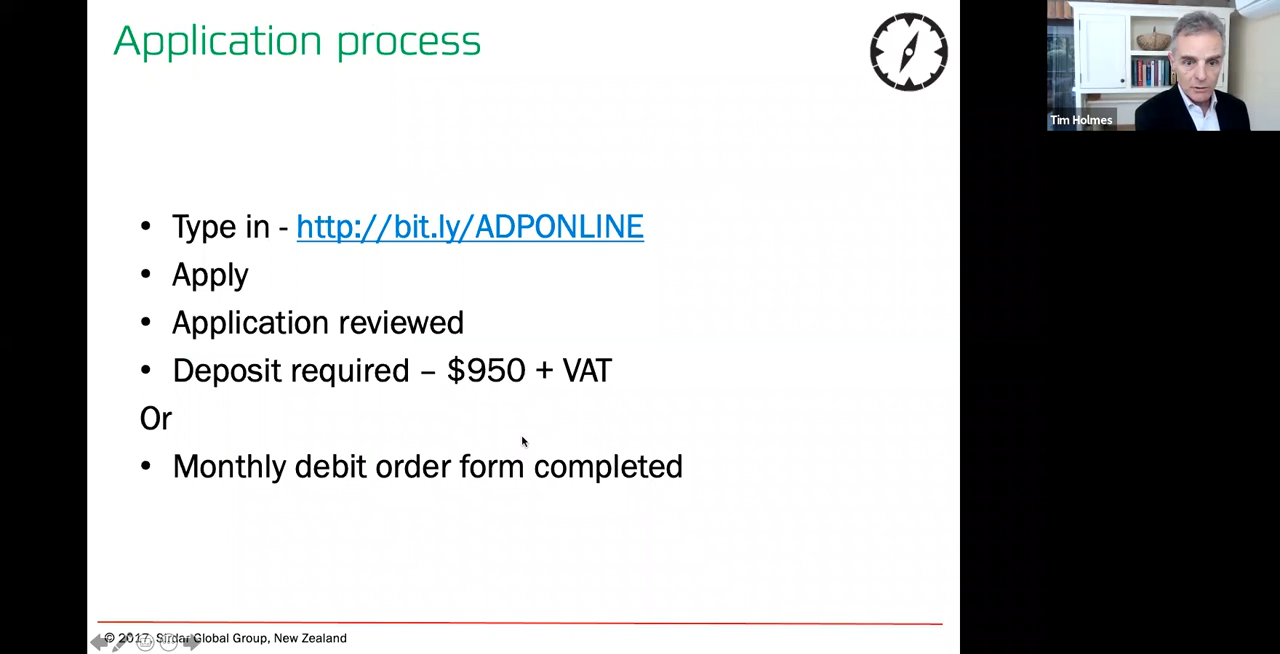 Application process
Tim Holmes
• Type in - http://bit.ly/ADPONLINE
• Apply
• Application reviewed
• Deposit required – $950 + VAT
Or
• Monthly debit order form completed
© 2017, Sirdar Global Group, New Zealand